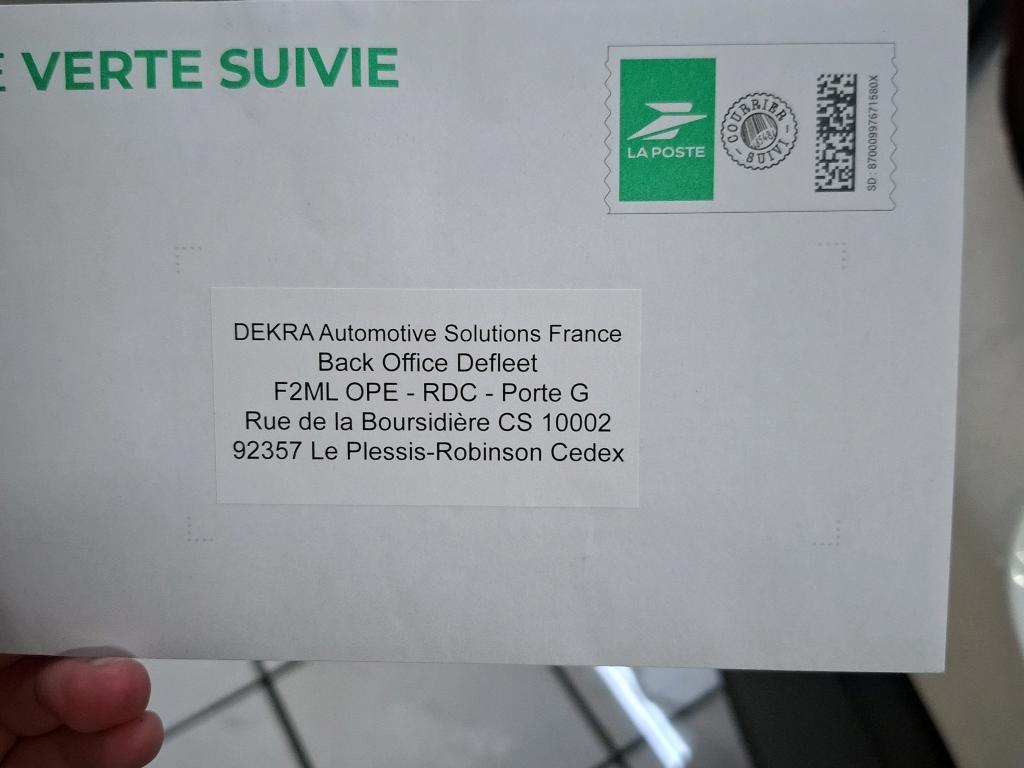 E VERTE SUIVIE
LA POSTE
COURRIER
SUIVI
SD : 87000997671580X
DEKRA Automotive Solutions France
Back Office Defleet
F2ML OPE - RDC - Porte G
Rue de la Boursidière CS 10002
92357 Le Plessis-Robinson Cedex